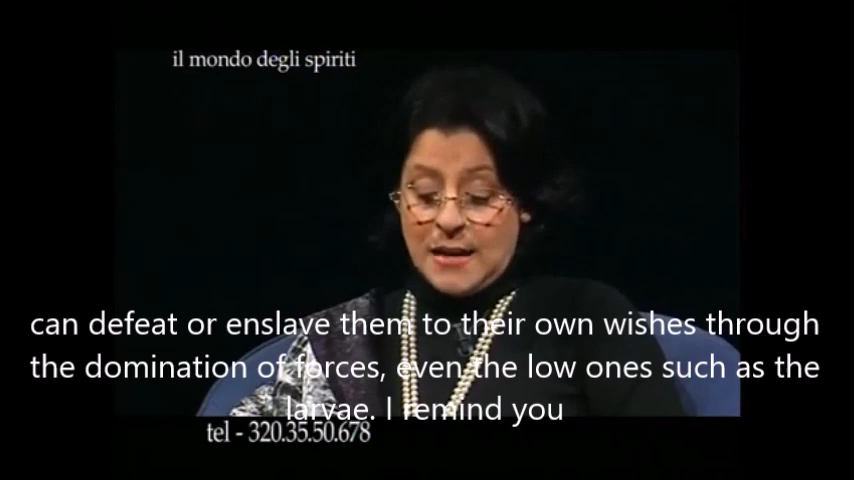 il mondo degli spiriti
can defeat or enslave them to their own wishes through
the domination of forces, even the low ones such as the
larvae. I remind you
tel - 320.35.50.678